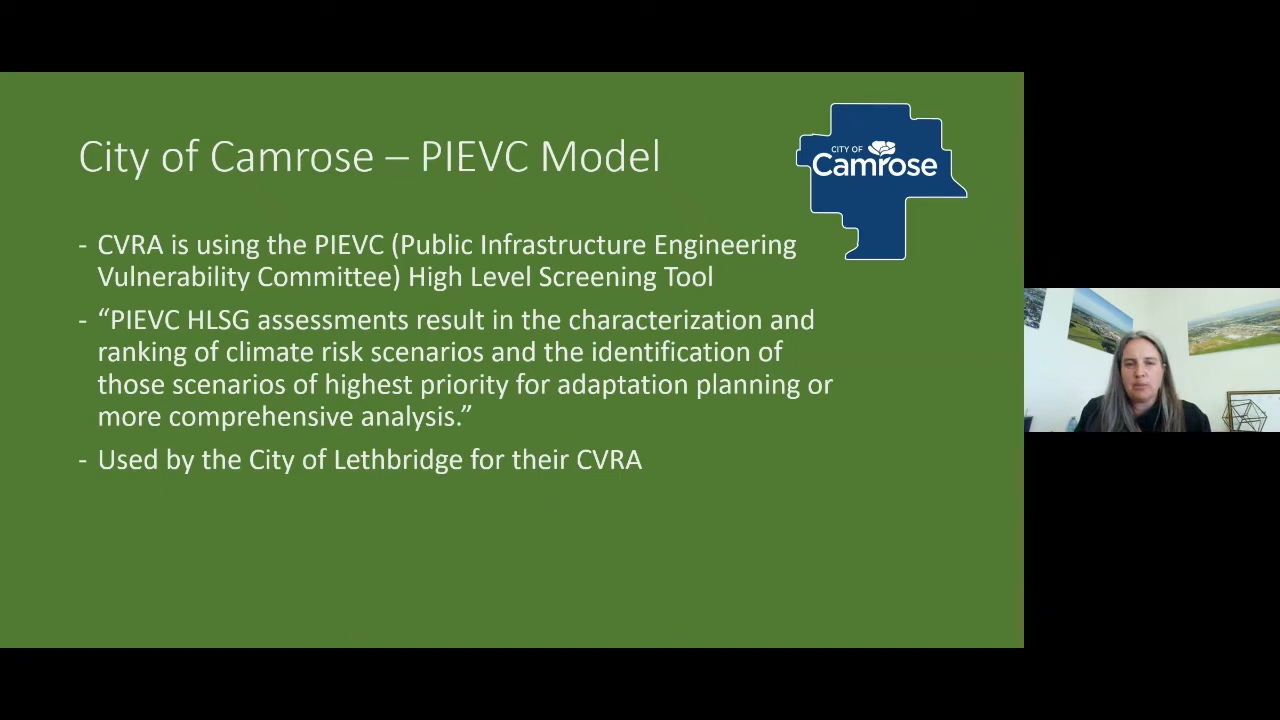 City of Camrose – PIEVC Model
CITY OF
Camrose
- CVRA is using the PIEVC (Public Infrastructure Engineering
Vulnerability Committee) High Level Screening Tool
- “PIEVC HLSG assessments result in the characterization and
ranking of climate risk scenarios and the identification of
those scenarios of highest priority for adaptation planning or
more comprehensive analysis.”
- Used by the City of Lethbridge for their CVRA